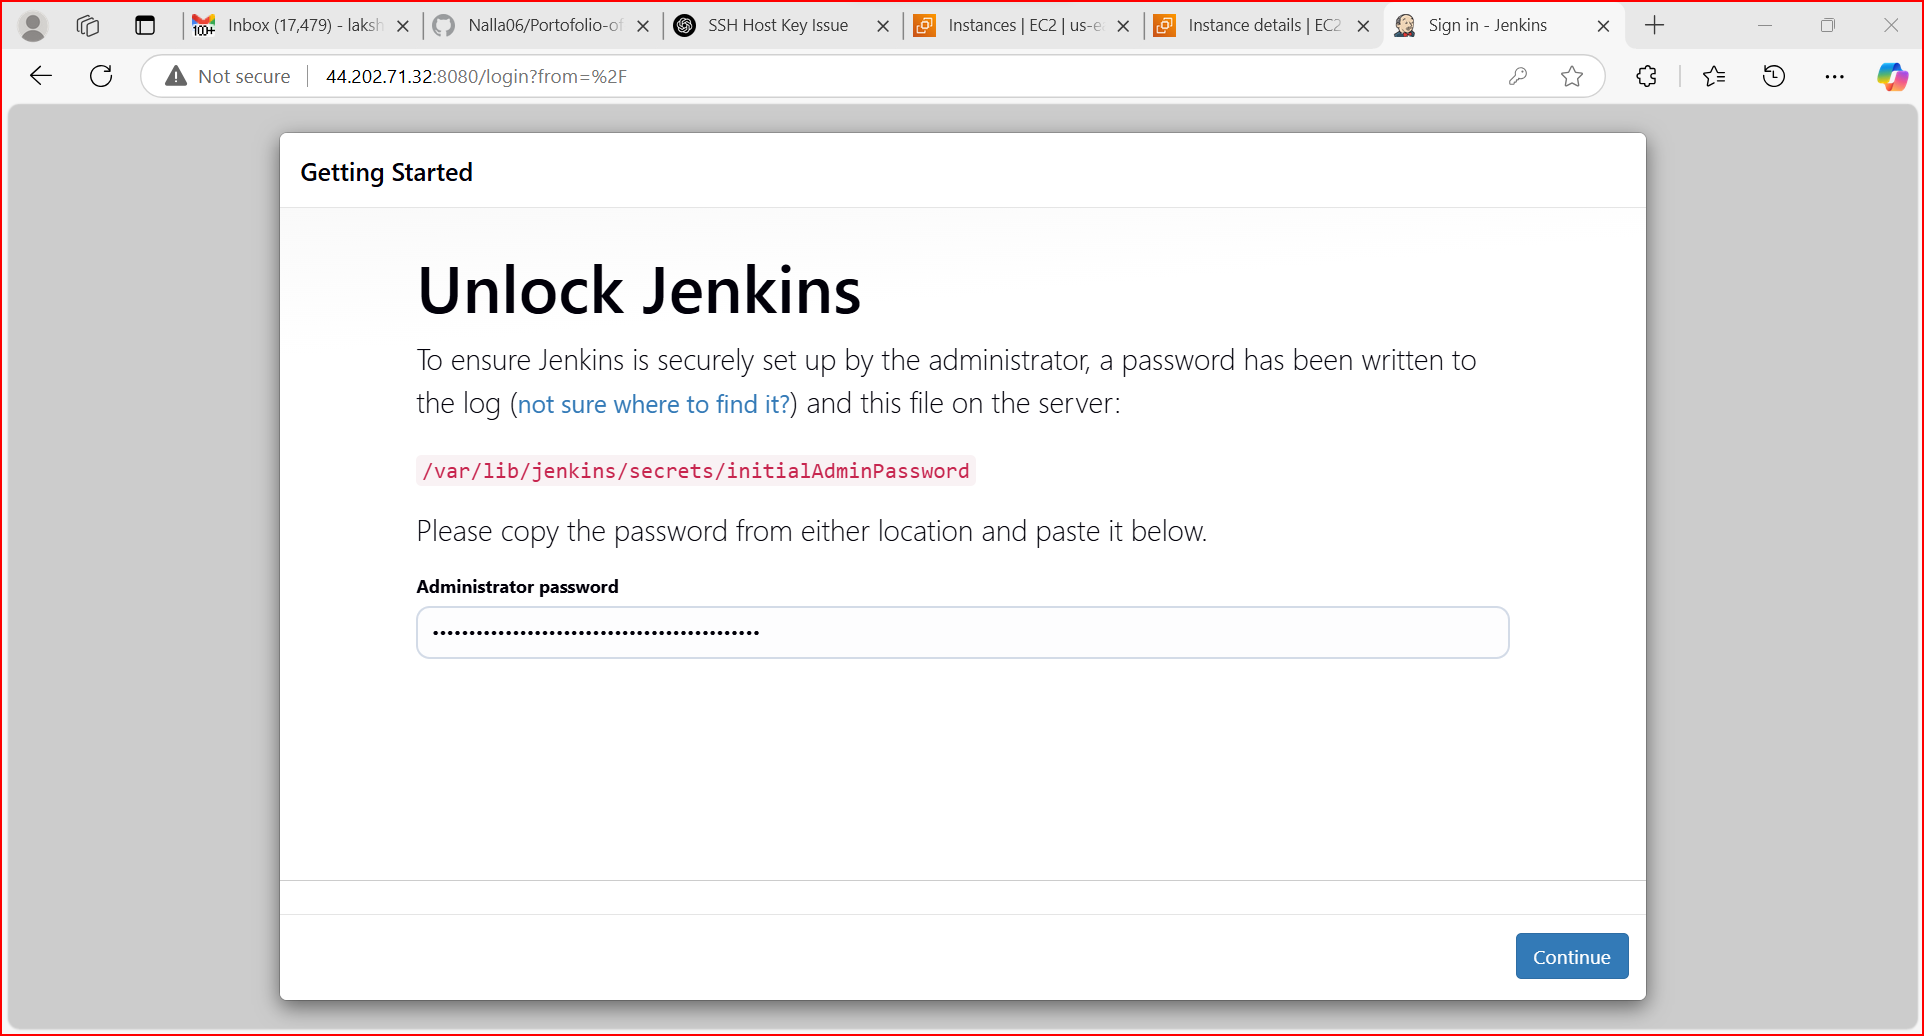 100+
Inbox (17,479) - laksh
Nalla06/Portofolio-of
SSH Host Key Issue
Instances | EC2 | us-ea
Instance details | EC2
Sign in - Jenkins
Not secure
44.202.71.32:8080/login?from=%2F
Getting Started
Unlock Jenkins
To ensure Jenkins is securely set up by the administrator, a password has been written to
the log (not sure where to find it?) and this file on the server:
/var/lib/jenkins/secrets/initialAdminPassword
Please copy the password from either location and paste it below.
Administrator password
Continue